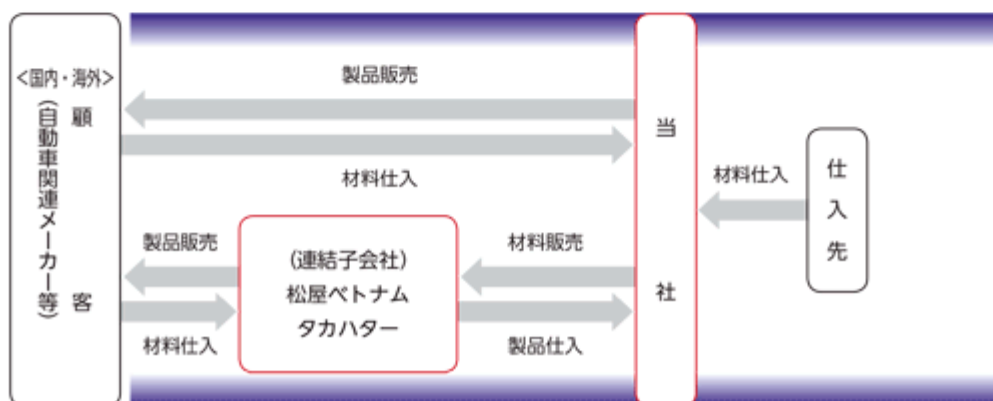 <国内・海外>
顧客
(自動車関連メーカー等)
製品販売
材料仕入
製品販売
材料仕入
(連結子会社)
松屋ベトナム
タカハター
材料販売
製品仕入
当社
材料仕入
仕入先